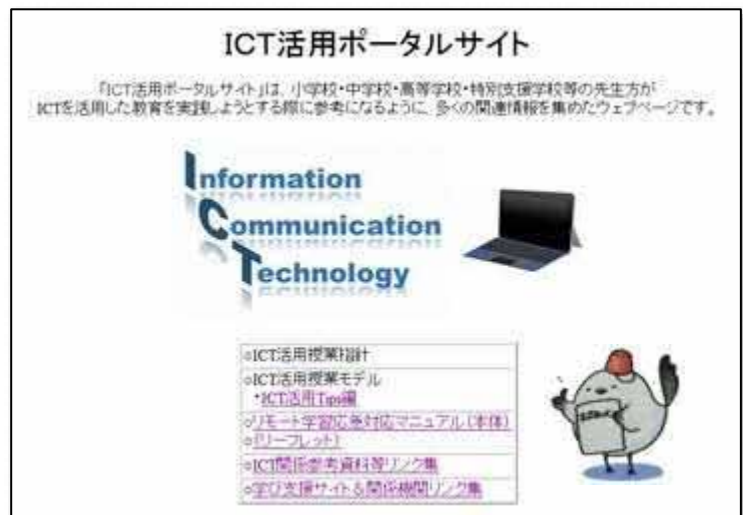 ICT活用ポータルサイト
「ICT活用ポータルサイト」は、小学校・中学校・高等学校・特別支援学校等の先生方が
ICTを活用した教育を実践しようとする際に参考になるように、多くの関連情報を集めたウェブページです。
Information
Communication
Technology
○ICT活用授業指針
○ICT活用授業モデル
・ICT活用Tips編
○リモート学習応急対応マニュアル（本体）
○（リーフレット）
○ICT関係参考資料等リンク集
○学び支援サイト＆関係機関リンク集